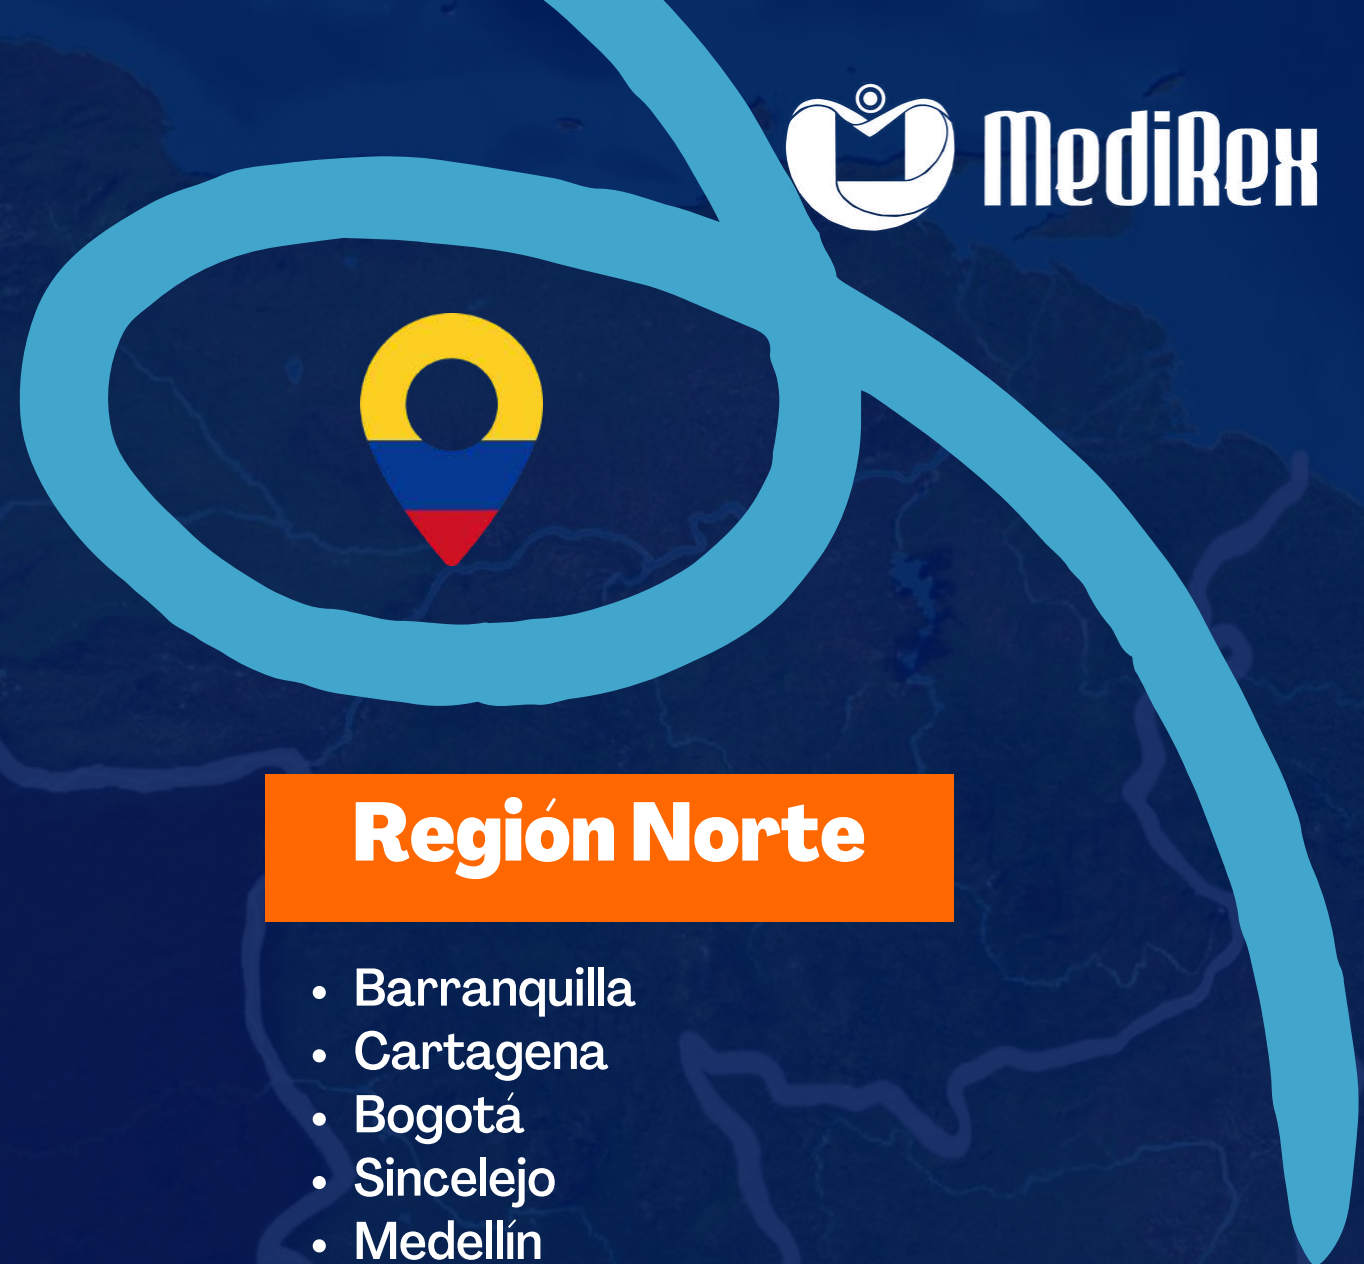 MediRex
Región Norte
• Barranquilla
• Cartagena
• Bogotá
• Sincelejo
• Medellín